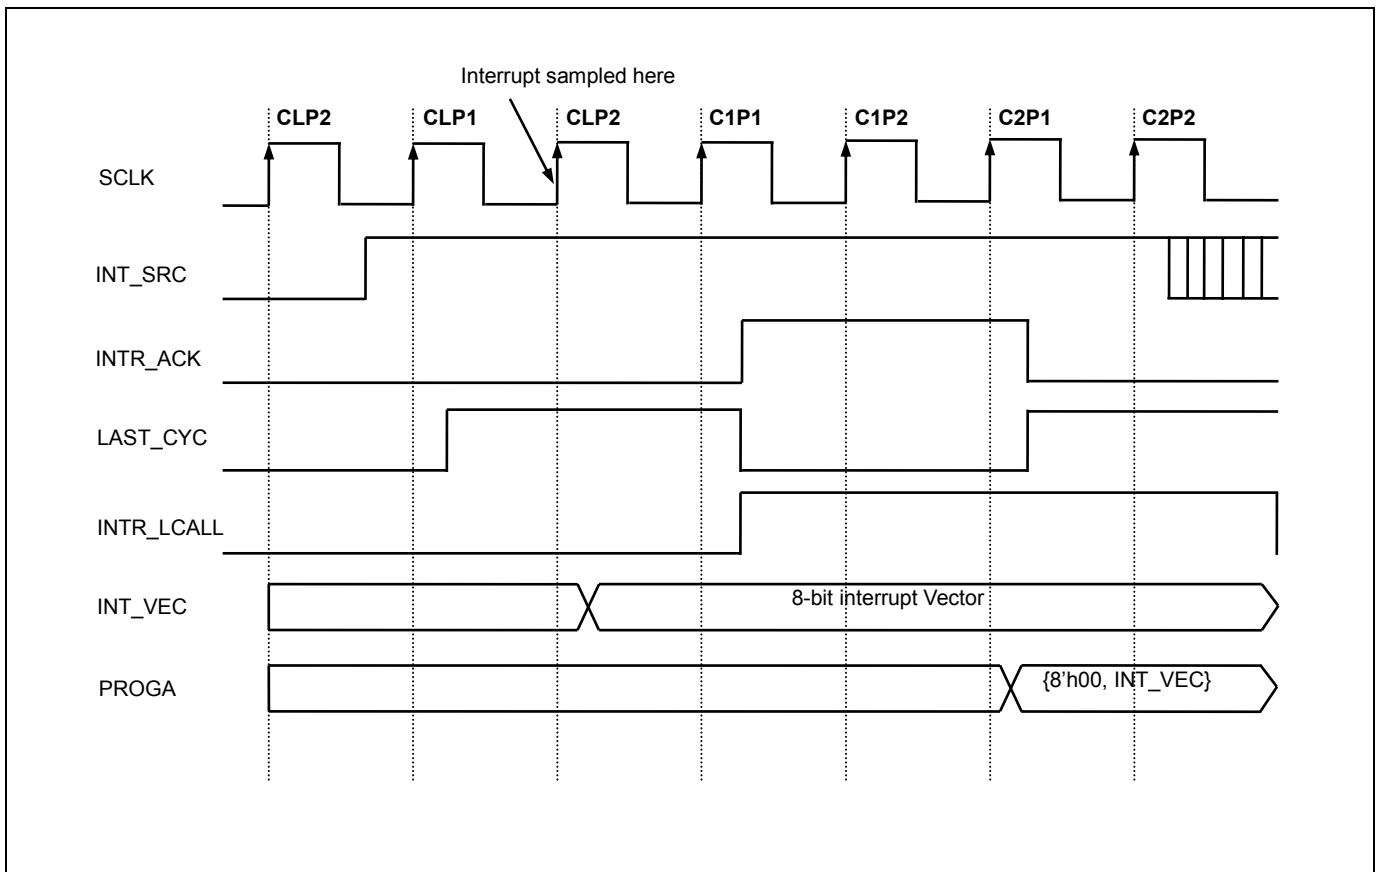 Interrupt sampled here
CLP2 CLP1 CLP2 C1P1 C1P2 C2P1 C2P2
SCLK
INT_SRC
INTR_ACK
LAST_CYC
INTR_LCALL
INT_VEC 8-bit interrupt Vector
PROGA {8’h00, INT_VEC}